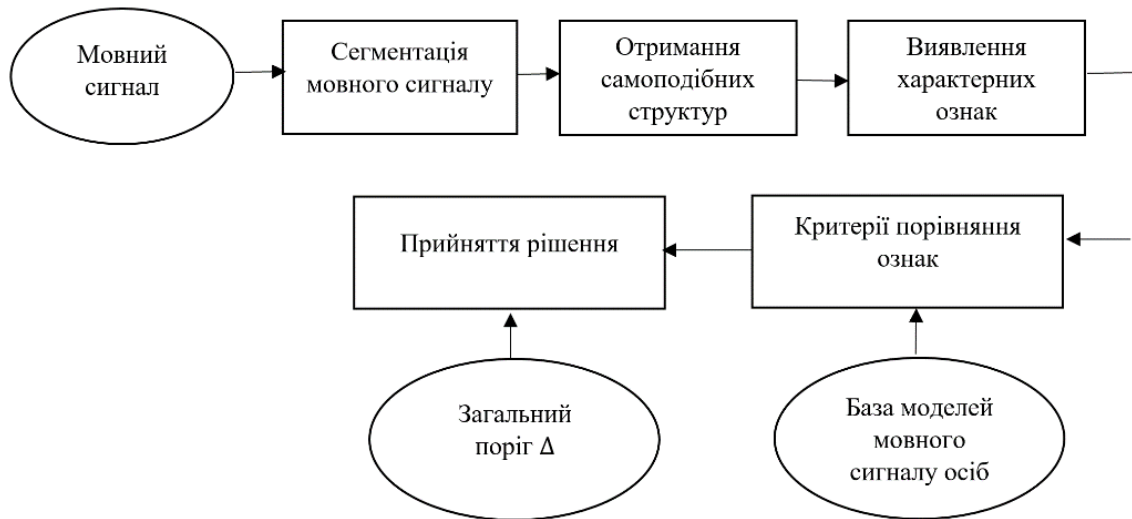 Мовний
сигнал
Сегментація
мовного сигналу
Отримання
самоподібних
структур
Виявлення
характерних
ознак
Прийняття рішення
Критерії порівняння
ознак
Загальний
поріг Δ
База моделей
мовного
сигналу осіб